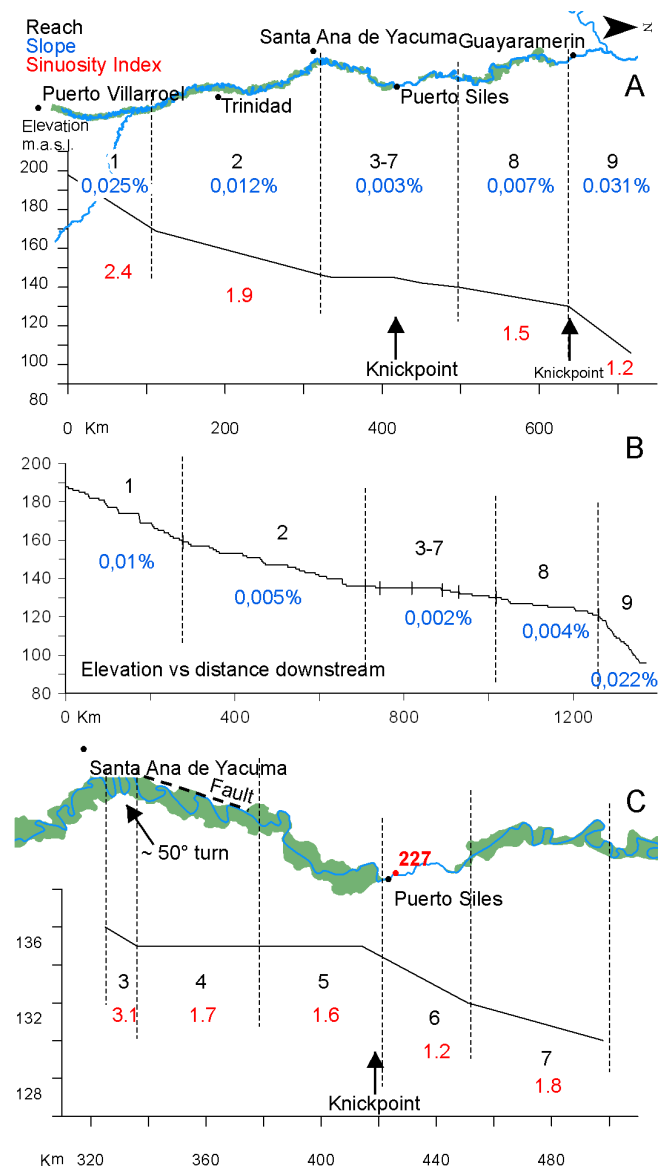 Reach
Slope
Sinuosity Index
Santa Ana de Yacuma
Guayaramerin
N
A
Puerto Villarroel
Trinidad
Puerto Siles
Elevation
m.a.s.l.
200
180
160
140
120
100
80
1
2
3-7
8
9
0,025%
0,012%
0,003%
0,007%
0.031%
2.4
1.9
1.5
1.2
Knickpoint
Knickpoint
0 Km
200
400
600
B
200
180
160
140
120
100
80
1
2
3-7
8
9
0,01%
0,005%
0,002%
0,004%
0,022%
Elevation vs distance downstream
0 Km
400
800
1200
C
Santa Ana de Yacuma
Fault
~ 50° turn
227
Puerto Siles
136
132
128
3
4
5
6
7
3.1
1.7
1.6
1.2
1.8
Knickpoint
Km 320
360
400
440
480